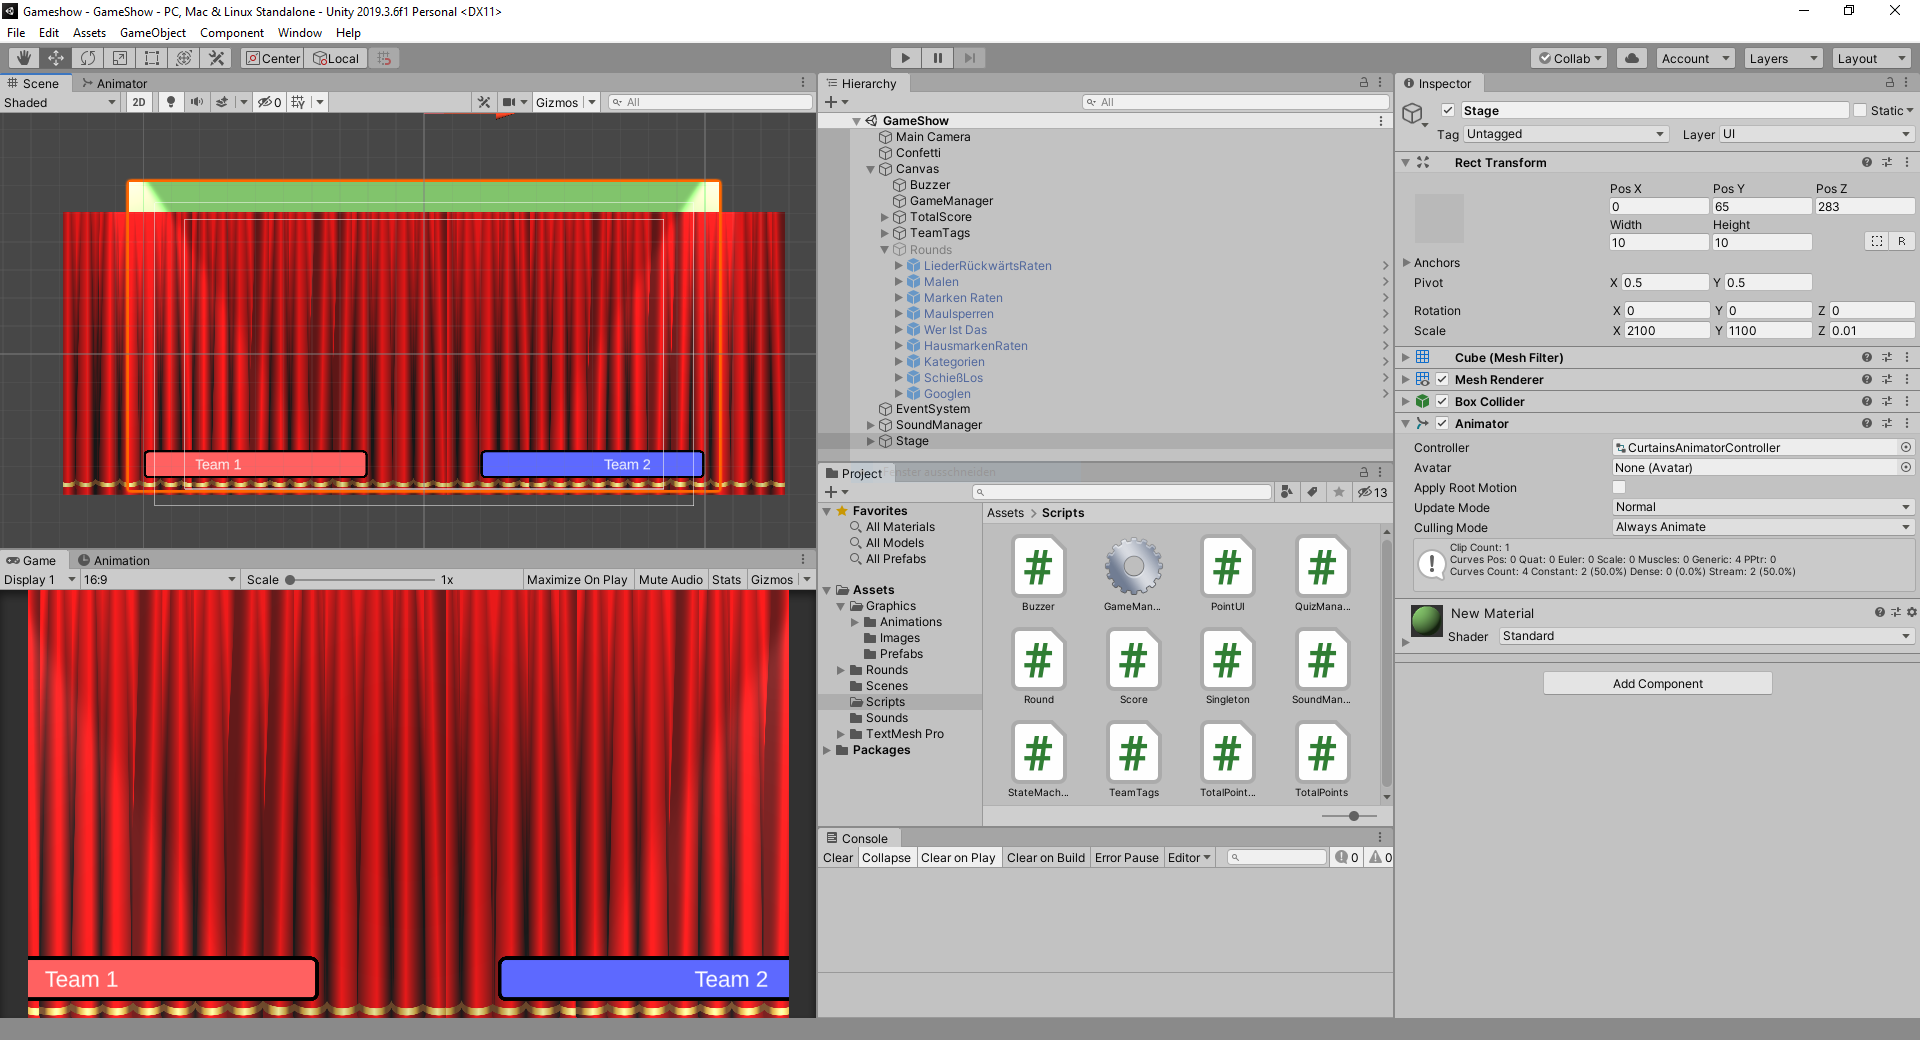 Gameshow - GameShow - PC, Mac & Linux Standalone - Unity 2019.3.6f1 Personal <DX11>
File Edit Assets GameObject Component Window Help
Center Local Collab Account Layers Layout
Scene Animator
Shaded 2D 0 Gizmos All
Team 1 Team 2
Game Animation
Display 1 16:9 Scale 1x Maximize On Play Mute Audio Stats Gizmos
Team 1 Team 2
Hierarchy
All
GameShow
Main Camera
Confetti
Canvas
Buzzer
GameManager
TotalScore
TeamTags
Rounds
LiederRückwärtsRaten
Malen
Marken Raten
Maulsperren
Wer Ist Das
HausmarkenRaten
Kategorien
SchießLos
Googlen
EventSystem
SoundManager
Stage
Project
Fenster ausschneiden
13
Favorites
All Materials
All Models
All Prefabs
Assets
Graphics
Animations
Images
Prefabs
Rounds
Scenes
Scripts
Sounds
TextMesh Pro
Packages
Assets > Scripts
Buzzer GameMan... PointUI QuizMana...
Round Score Singleton SoundMan...
StateMach... TeamTags TotalPoint... TotalPoints
Console
Clear Collapse Clear on Play Clear on Build Error Pause Editor 0 0
Inspector
Stage Static
Tag Untagged Layer UI
Rect Transform
Pos X Pos Y Pos Z
0 65 283
Width Height
10 10 R
Anchors
Pivot X 0.5 Y 0.5
Rotation X 0 Y 0 Z 0
Scale X 2100 Y 1100 Z 0.01
Cube (Mesh Filter)
Mesh Renderer
Box Collider
Animator
Controller CurtainsAnimatorController
Avatar None (Avatar)
Apply Root Motion
Update Mode Normal
Culling Mode Always Animate
Clip Count: 1
Curves Pos: 0 Quat: 0 Euler: 0 Scale: 0 Muscles: 0 Generic: 4 PPtr: 0
Curves Count: 4 Constant: 2 (50.0%) Dense: 0 (0.0%) Stream: 2 (50.0%)
New Material
Shader Standard
Add Component